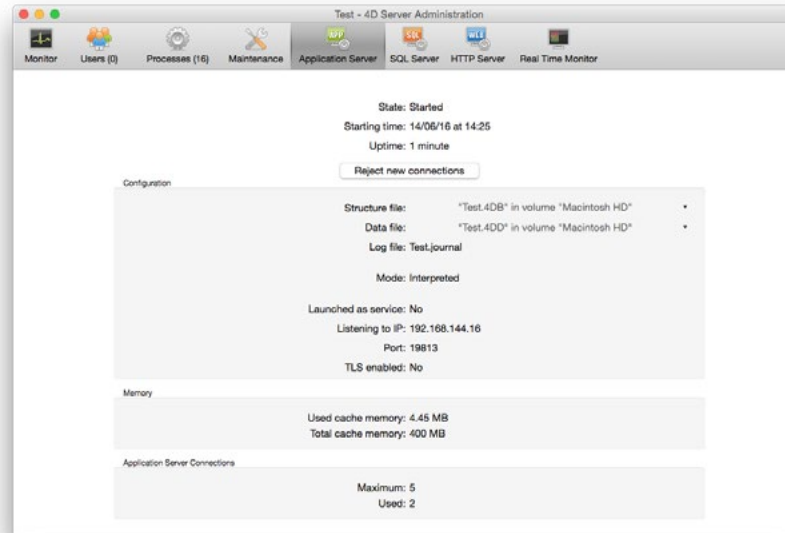 Test - 4D Server Administration
APP SQL WEB
Monitor Users (0) Processes (16) Maintenance Application Server SQL Server HTTP Server Real Time Monitor
State: Started
Starting time: 14/06/16 at 14:25
Uptime: 1 minute
Reject new connections
Configuration
Structure file: "Test.4DB" in volume "Macintosh HD"
Data file: "Test.4DD" in volume "Macintosh HD"
Log file: Test.journal
Mode: Interpreted
Launched as service: No
Listening to IP: 192.168.144.16
Port: 19813
TLS enabled: No
Memory
Used cache memory: 4.45 MB
Total cache memory: 400 MB
Application Server Connections
Maximum: 5
Used: 2